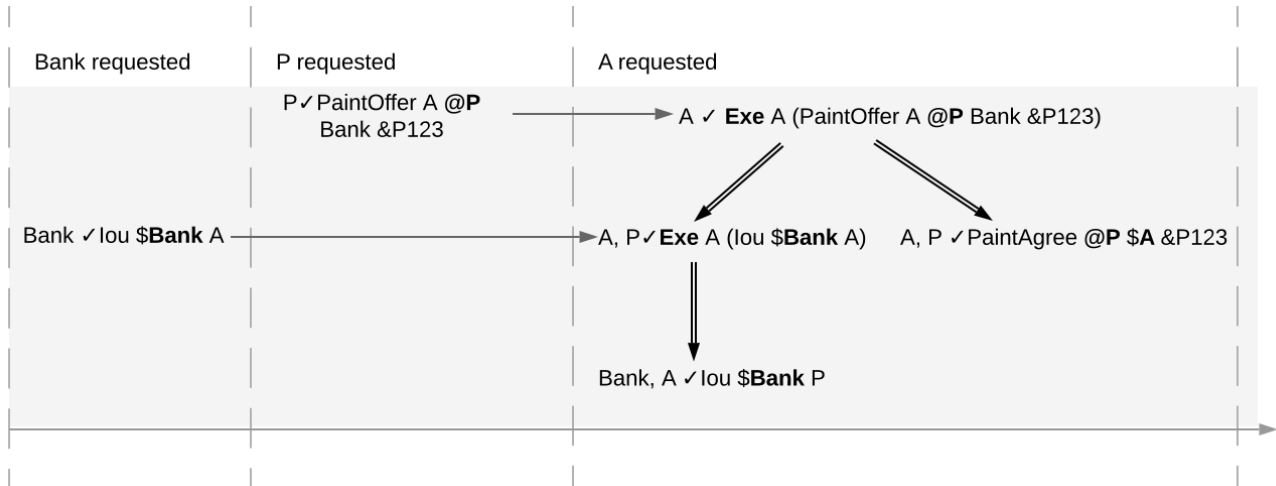 Bank requested
P requested
A requested
P✓PaintOffer A @P
Bank &P123
A ✓ Exe A (PaintOffer A @P Bank &P123)
Bank ✓Iou $Bank A
A, P✓Exe A (Iou $Bank A)
A, P ✓PaintAgree @P $A &P123
Bank, A ✓Iou $Bank P